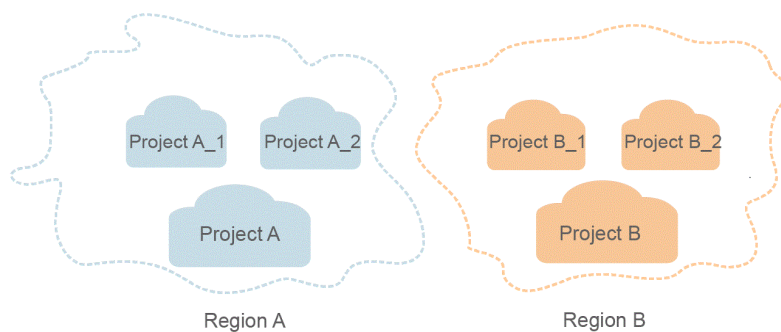 Project A_1
Project A_2
Project A
Region A
Project B_1
Project B_2
Project B
Region B